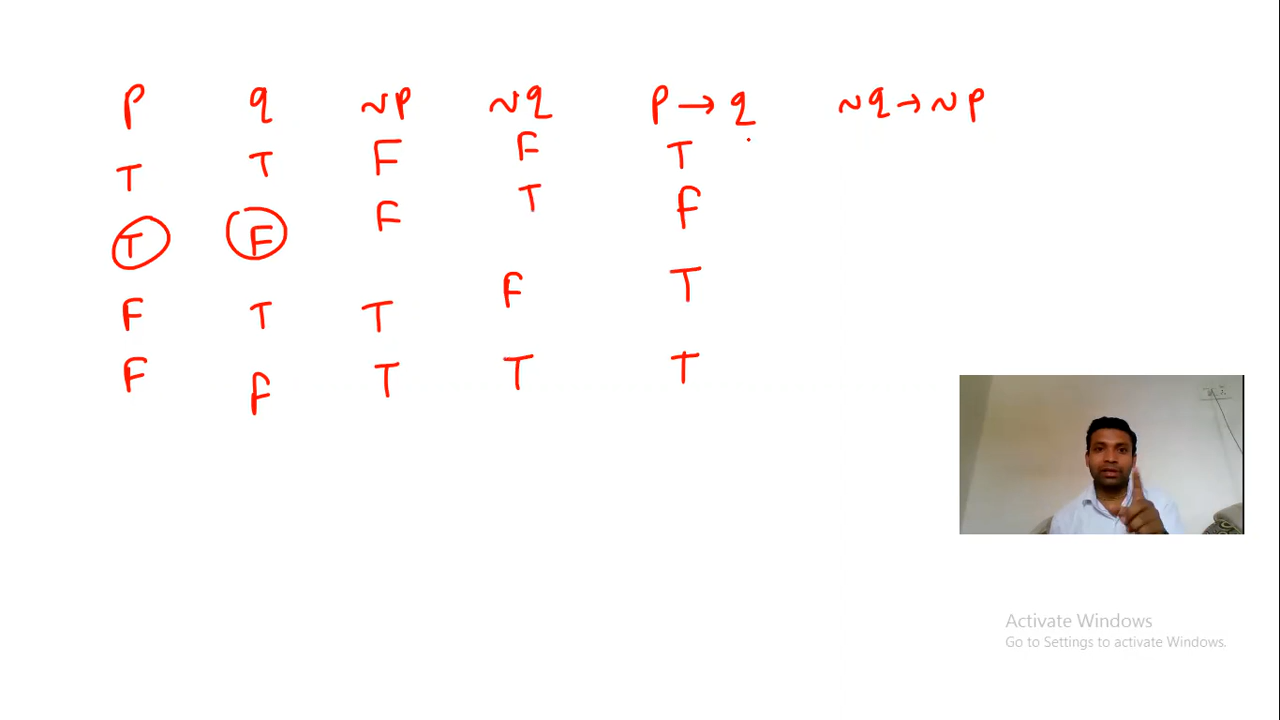 p q ~p ~q p → q ~q → ~p
T T F F T
T F F T F
F T T F T
F F T T T
Activate Windows
Go to Settings to activate Windows.